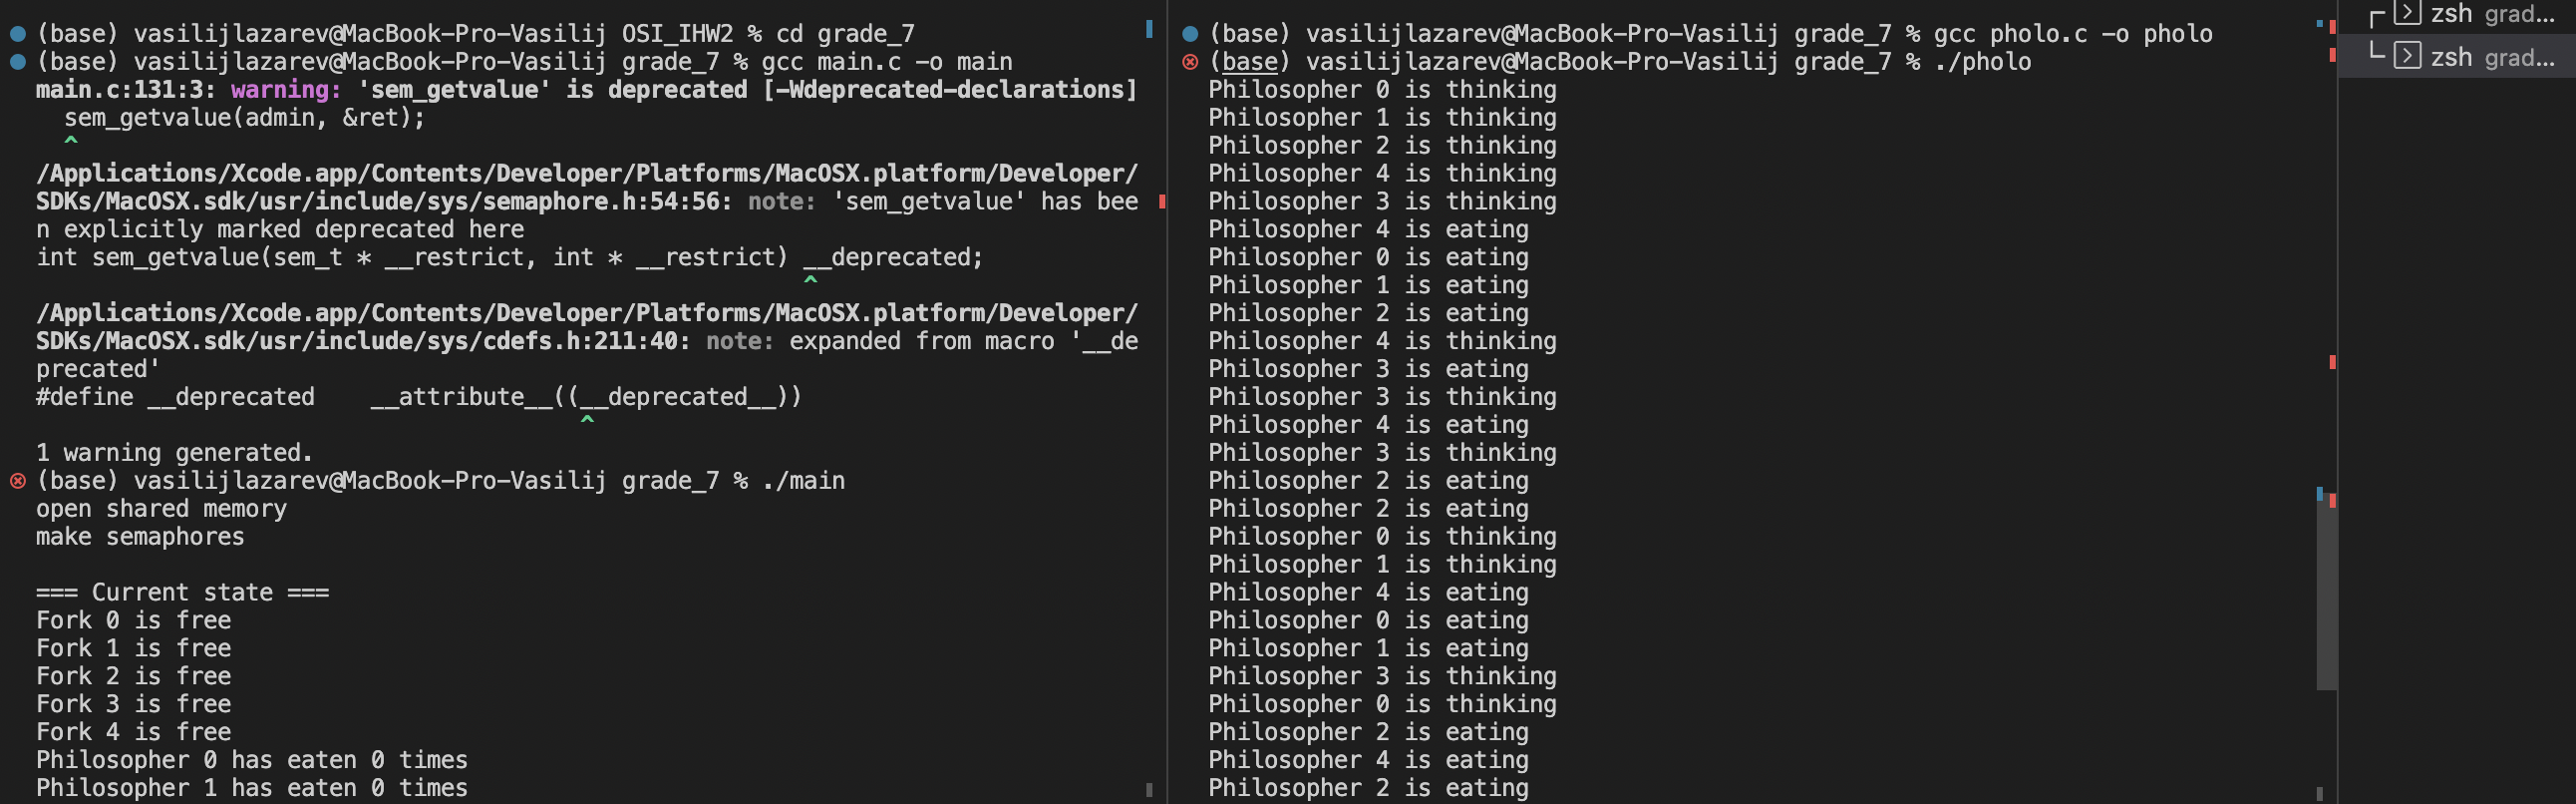 (base) vasilijlazarev@MacBook-Pro-Vasilij OSI_IHW2 % cd grade_7
(base) vasilijlazarev@MacBook-Pro-Vasilij grade_7 % gcc main.c -o main
main.c:131:3: warning: 'sem_getvalue' is deprecated [-Wdeprecated-declarations]
  sem_getvalue(admin, &ret);
  ^
/Applications/Xcode.app/Contents/Developer/Platforms/MacOSX.platform/Developer/
SDKs/MacOSX.sdk/usr/include/sys/semaphore.h:54:56: note: 'sem_getvalue' has bee
n explicitly marked deprecated here
int sem_getvalue(sem_t * __restrict, int * __restrict) __deprecated;
                                                       ^
/Applications/Xcode.app/Contents/Developer/Platforms/MacOSX.platform/Developer/
SDKs/MacOSX.sdk/usr/include/sys/cdefs.h:211:40: note: expanded from macro '__de
precated'
#define __deprecated    __attribute__((__deprecated__))
                                       ^
1 warning generated.
(base) vasilijlazarev@MacBook-Pro-Vasilij grade_7 % ./main
open shared memory
make semaphores

=== Current state ===
Fork 0 is free
Fork 1 is free
Fork 2 is free
Fork 3 is free
Fork 4 is free
Philosopher 0 has eaten 0 times
Philosopher 1 has eaten 0 times
(base) vasilijlazarev@MacBook-Pro-Vasilij grade_7 % gcc pholo.c -o pholo
(base) vasilijlazarev@MacBook-Pro-Vasilij grade_7 % ./pholo
Philosopher 0 is thinking
Philosopher 1 is thinking
Philosopher 2 is thinking
Philosopher 4 is thinking
Philosopher 3 is thinking
Philosopher 4 is eating
Philosopher 0 is eating
Philosopher 1 is eating
Philosopher 2 is eating
Philosopher 4 is thinking
Philosopher 3 is eating
Philosopher 3 is thinking
Philosopher 4 is eating
Philosopher 3 is thinking
Philosopher 2 is eating
Philosopher 2 is eating
Philosopher 0 is thinking
Philosopher 1 is thinking
Philosopher 4 is eating
Philosopher 0 is eating
Philosopher 1 is eating
Philosopher 3 is thinking
Philosopher 0 is thinking
Philosopher 2 is eating
Philosopher 4 is eating
Philosopher 2 is eating
zsh grad...
zsh grad...